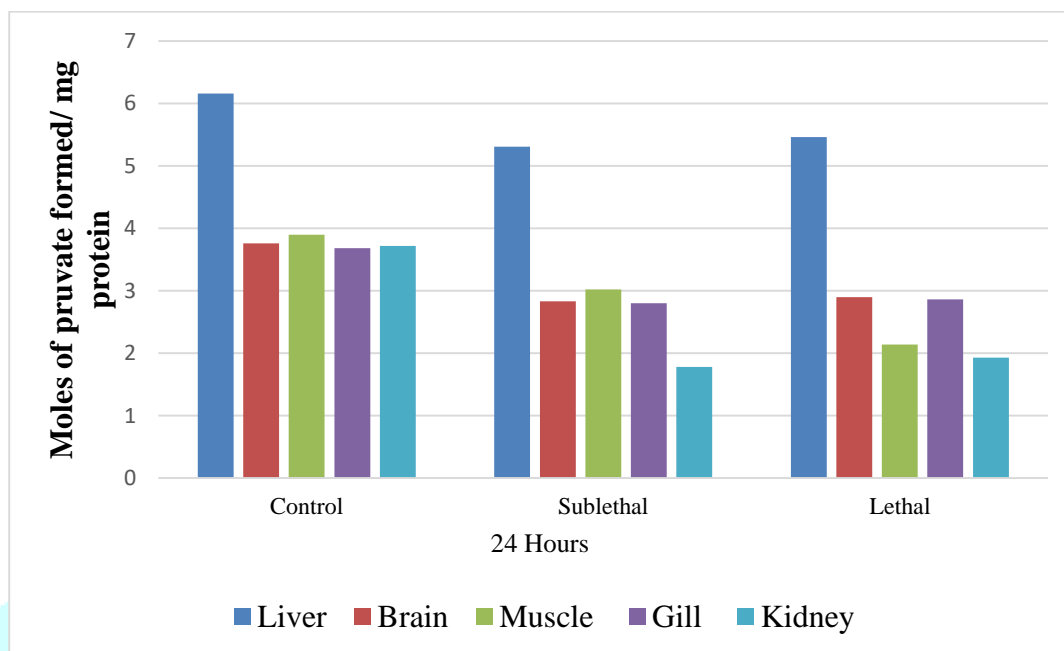 Moles of pruvate formed/ mg
protein
7
6
5
4
3
2
1
0
Control Sublethal Lethal
24 Hours
Liver Brain Muscle Gill Kidney